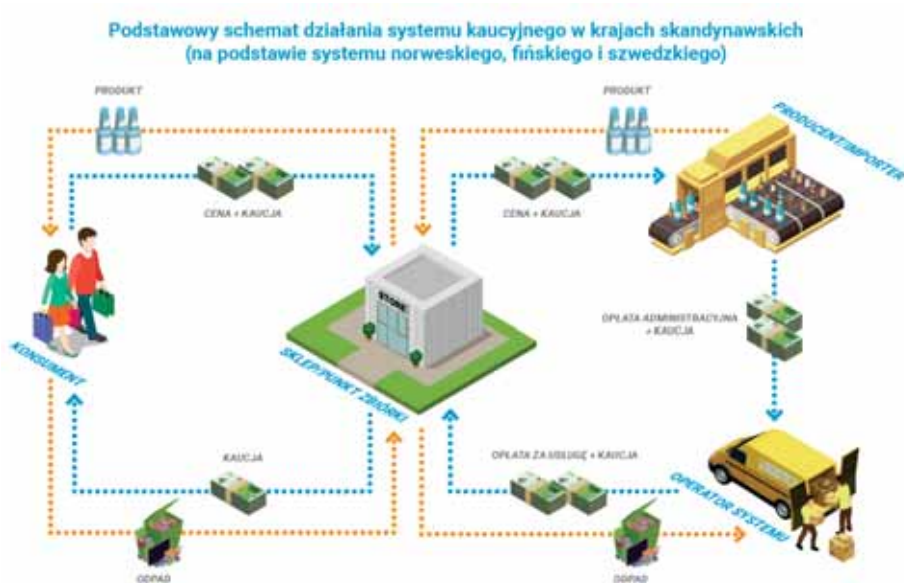 Podstawowy schemat działania systemu kaucyjnego w krajach skandynawskich
(na podstawie systemu norweskiego, fińskiego i szwedzkiego)
PRODUKT
PRODUKT
PRODUCENT/IMPORTER
CENA + KAUCJA
CENA + KAUCJA
STORE
OPŁATA ADMINISTRACYJNA
+ KAUCJA
KONSUMENT
SKLEP/PUNKT ZBIÓRKI
KAUCJA
OPŁATA ZA USŁUGĘ + KAUCJA
OPERATOR SYSTEMU
ODPAD
ODPAD